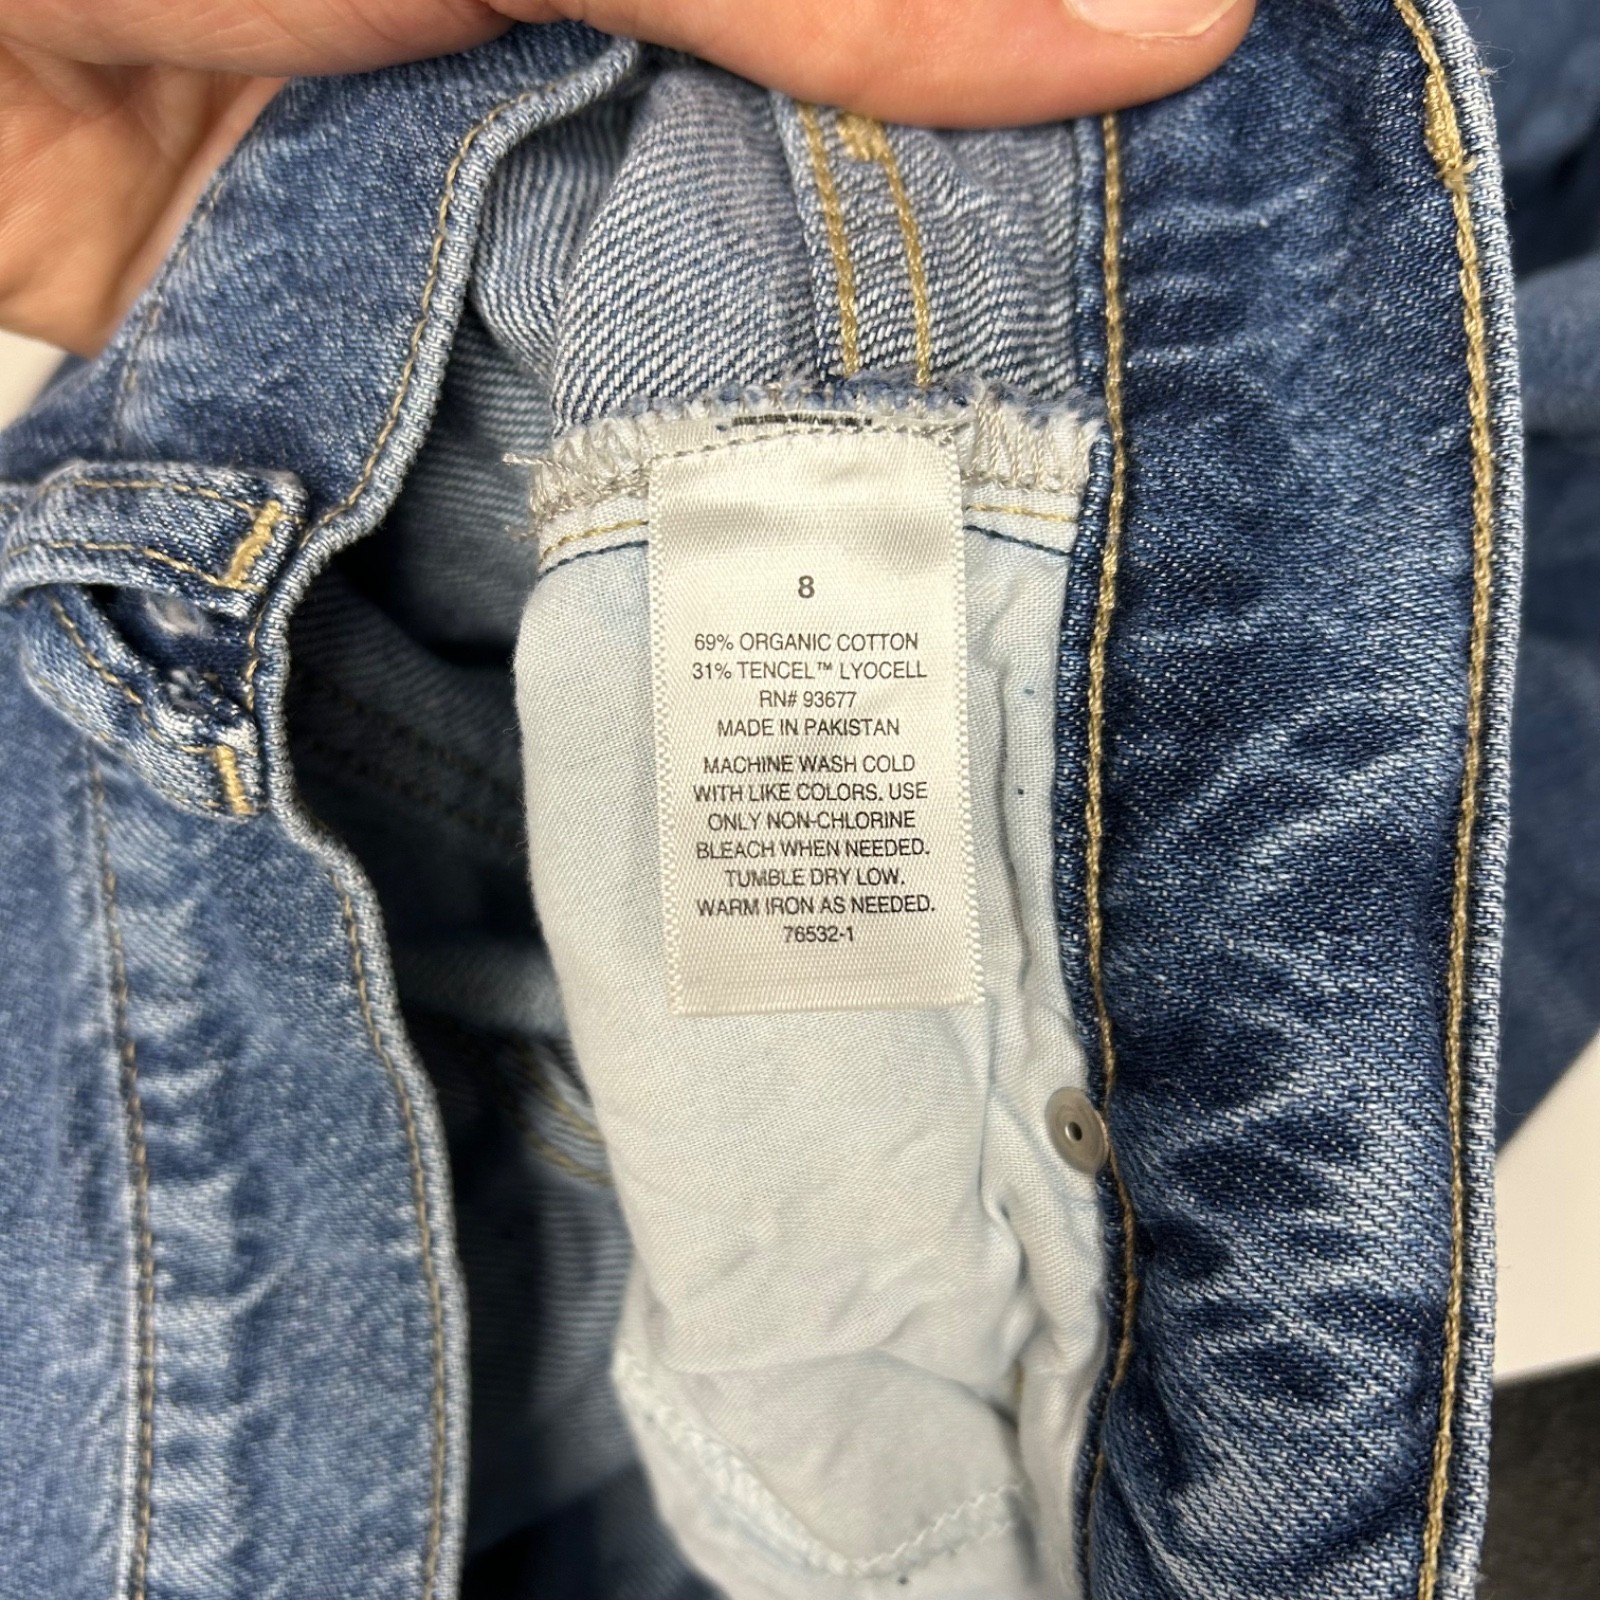 8
69% ORGANIC COTTON
31% TENCEL™ LYOCELL
RN# 93677
MADE IN PAKISTAN
MACHINE WASH COLD
WITH LIKE COLORS. USE
ONLY NON-CHLORINE
BLEACH WHEN NEEDED.
TUMBLE DRY LOW.
WARM IRON AS NEEDED.
76532-1